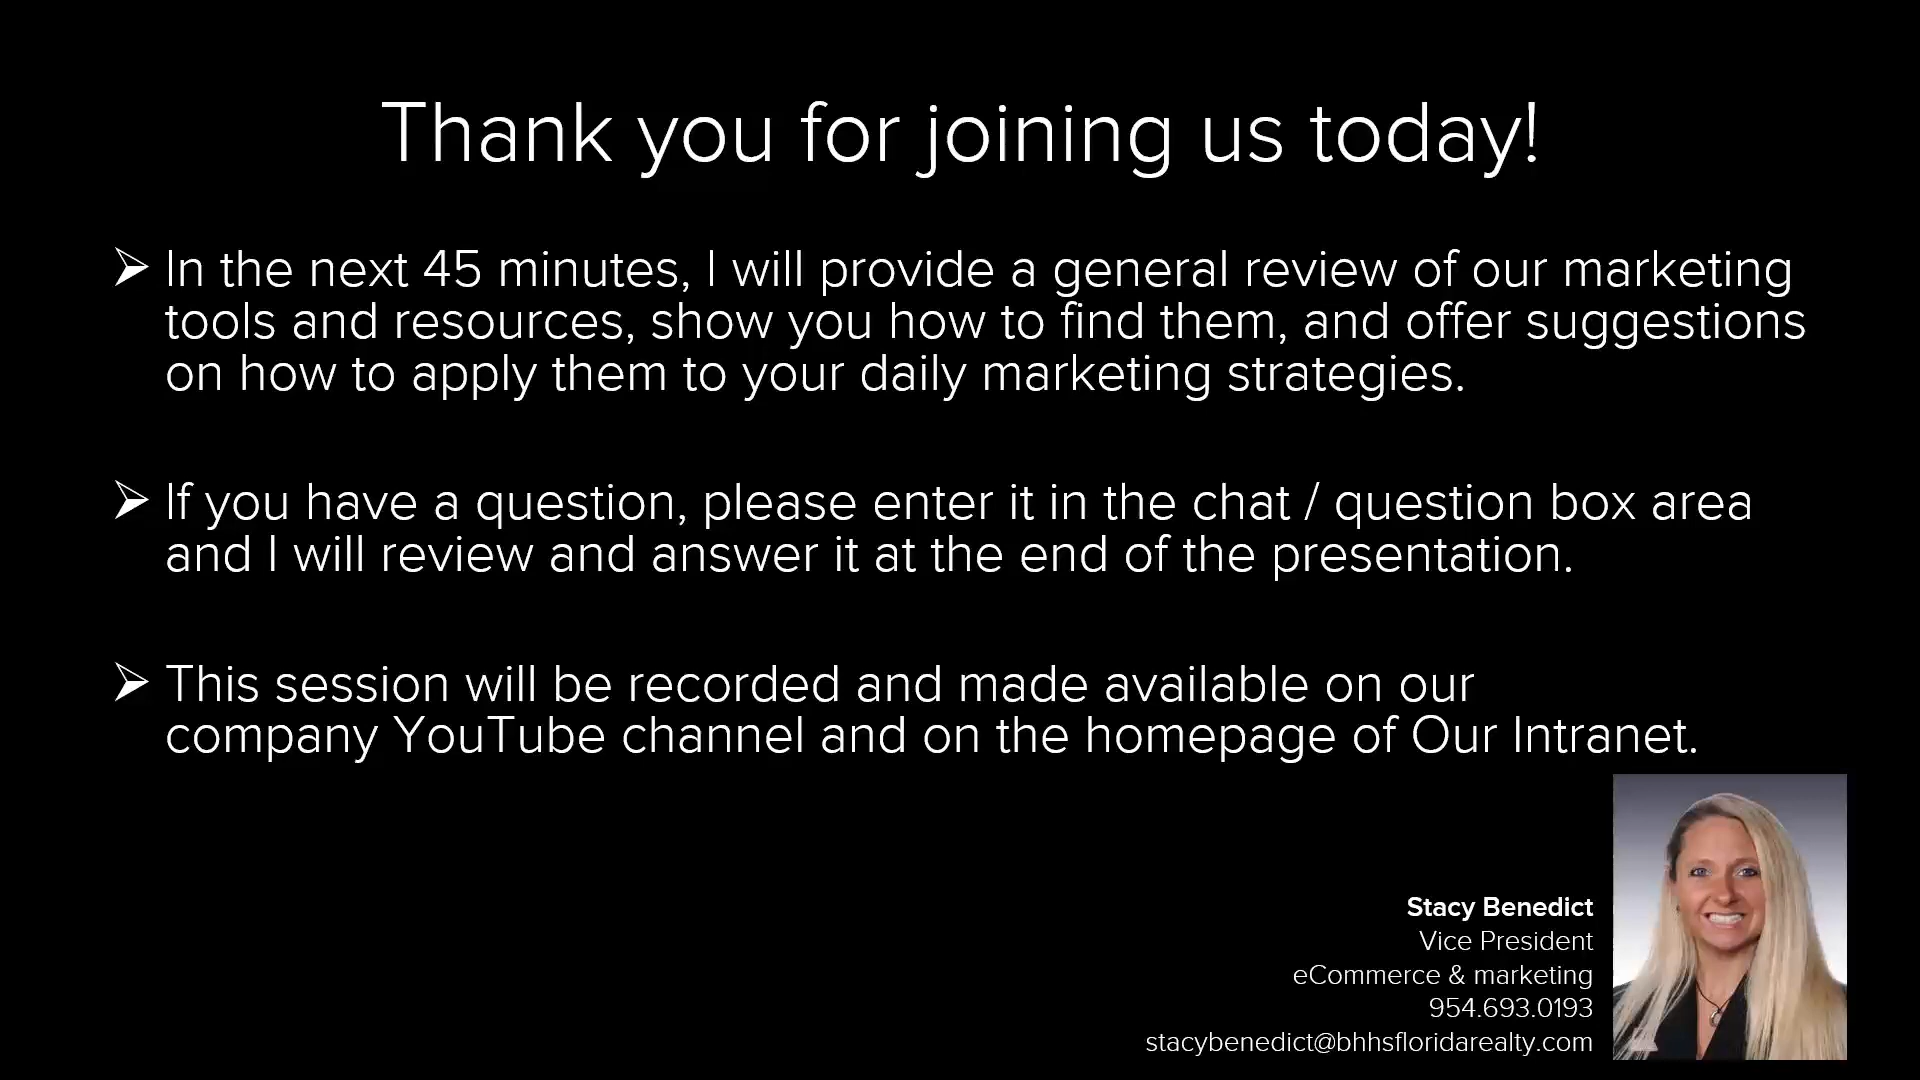 Thank you for joining us today!
➢ In the next 45 minutes, I will provide a general review of our marketing
tools and resources, show you how to find them, and offer suggestions
on how to apply them to your daily marketing strategies.
➢ If you have a question, please enter it in the chat / question box area
and I will review and answer it at the end of the presentation.
➢ This session will be recorded and made available on our
company YouTube channel and on the homepage of Our Intranet.
Stacy Benedict
Vice President
eCommerce & marketing
954.693.0193
stacybenedict@bhhsfloridarealty.com